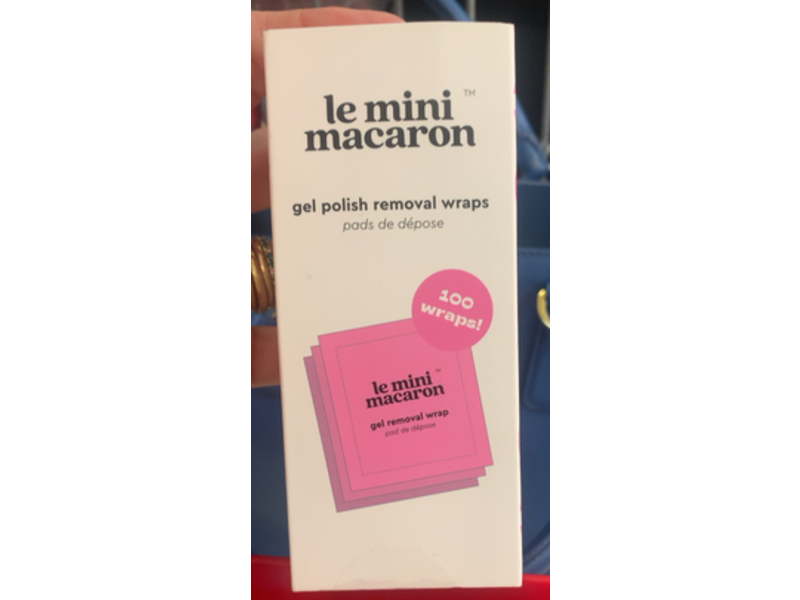 le mini ™
macaron
gel polish removal wraps
pads de dépose
100
wraps!
le mini ™
macaron
gel removal wrap
pad de dépose